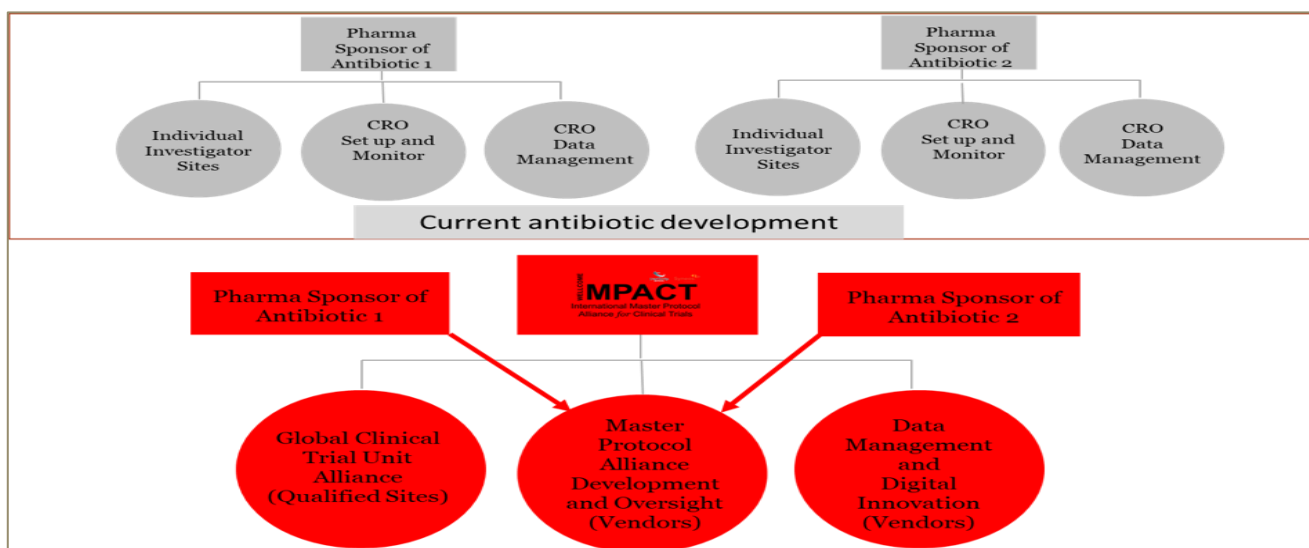 Pharma
Sponsor of
Antibiotic 1
Pharma
Sponsor of
Antibiotic 2
Individual
Investigator
Sites
CRO
Set up and
Monitor
CRO
Data
Management
Individual
Investigator
Sites
CRO
Set up and
Monitor
CRO
Data
Management
Current antibiotic development
Pharma Sponsor of
Antibiotic 1
WELLCOME
IMPACT
International Master Protocol
Alliance for Clinical Trials
Pharma Sponsor of
Antibiotic 2
Global Clinical
Trial Unit
Alliance
(Qualified Sites)
Master
Protocol
Alliance
Development
and Oversight
(Vendors)
Data
Management
and
Digital
Innovation
(Vendors)